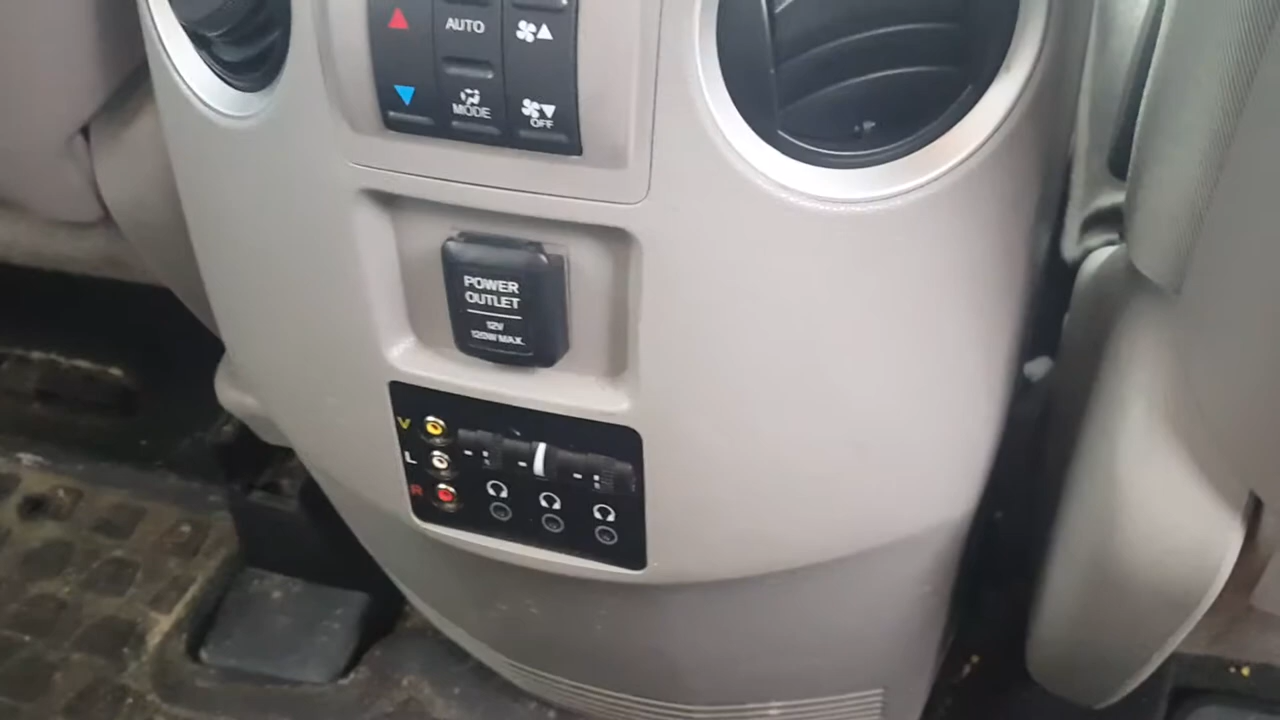 AUTO
MODE
OFF
POWER
OUTLET
12V
120W MAX.
V
L
R